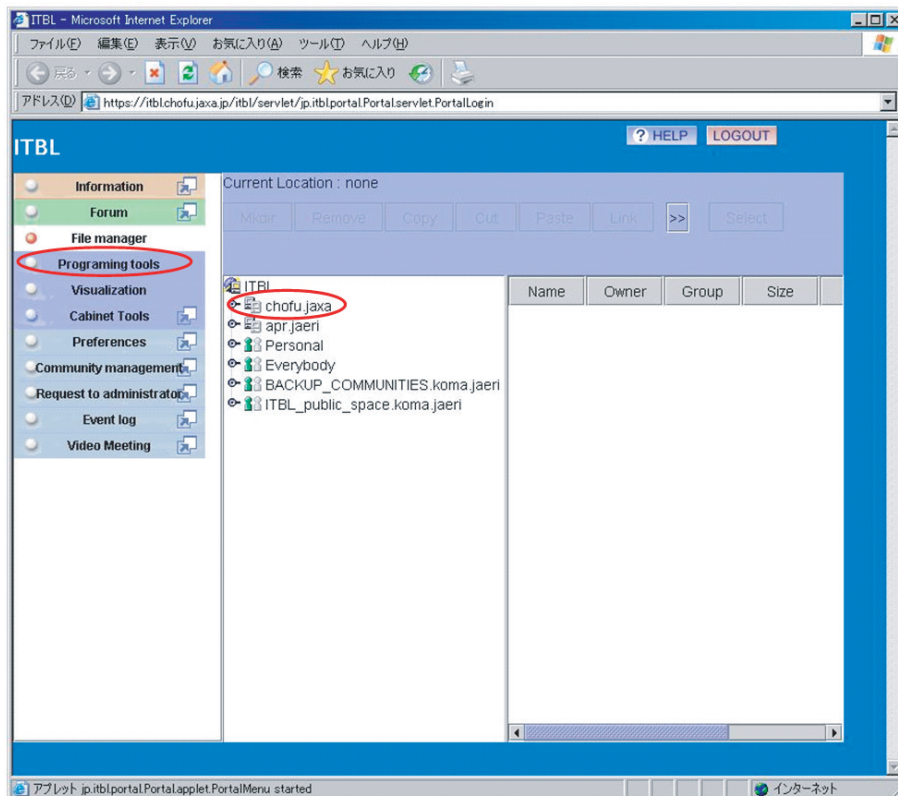 ITBL - Microsoft Internet Explorer
ファイル(F) 編集(E) 表示(V) お気に入り(A) ツール(T) ヘルプ(H)
戻る 検索 お気に入り
アドレス(D) https://itbl.chofu.jaxa.jp/itbl/servlet/jp.itbl.portal.Portal.servlet.PortalLogin
ITBL
? HELP LOGOUT
Information
Forum
File manager
Programing tools
Visualization
Cabinet Tools
Preferences
Community management
Request to administrator
Event log
Video Meeting
Current Location : none
Mkdir Remove Copy Cut Paste Link >> Select
ITBL
chofu.jaxa
apr.jaeri
Personal
Everybody
BACKUP_COMMUNITIES.koma.jaeri
ITBL_public_space.koma.jaeri
Name Owner Group Size
アプレット jp.itbl.portal.Portal.applet.PortalMenu started インターネット